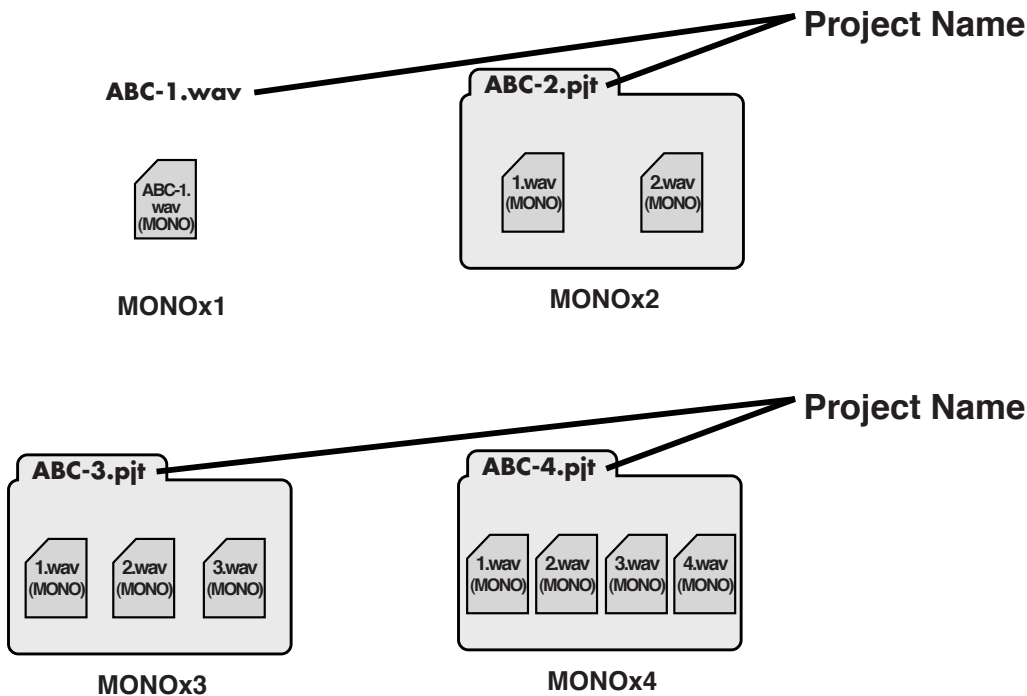 Project Name
ABC-1.wav
ABC-2.pjt
ABC-1.
wav
(MONO)
1.wav
(MONO)
2.wav
(MONO)
MONOx1
MONOx2
Project Name
ABC-3.pjt
ABC-4.pjt
1.wav
(MONO)
2.wav
(MONO)
3.wav
(MONO)
1.wav
(MONO)
2.wav
(MONO)
3.wav
(MONO)
4.wav
(MONO)
MONOx3
MONOx4